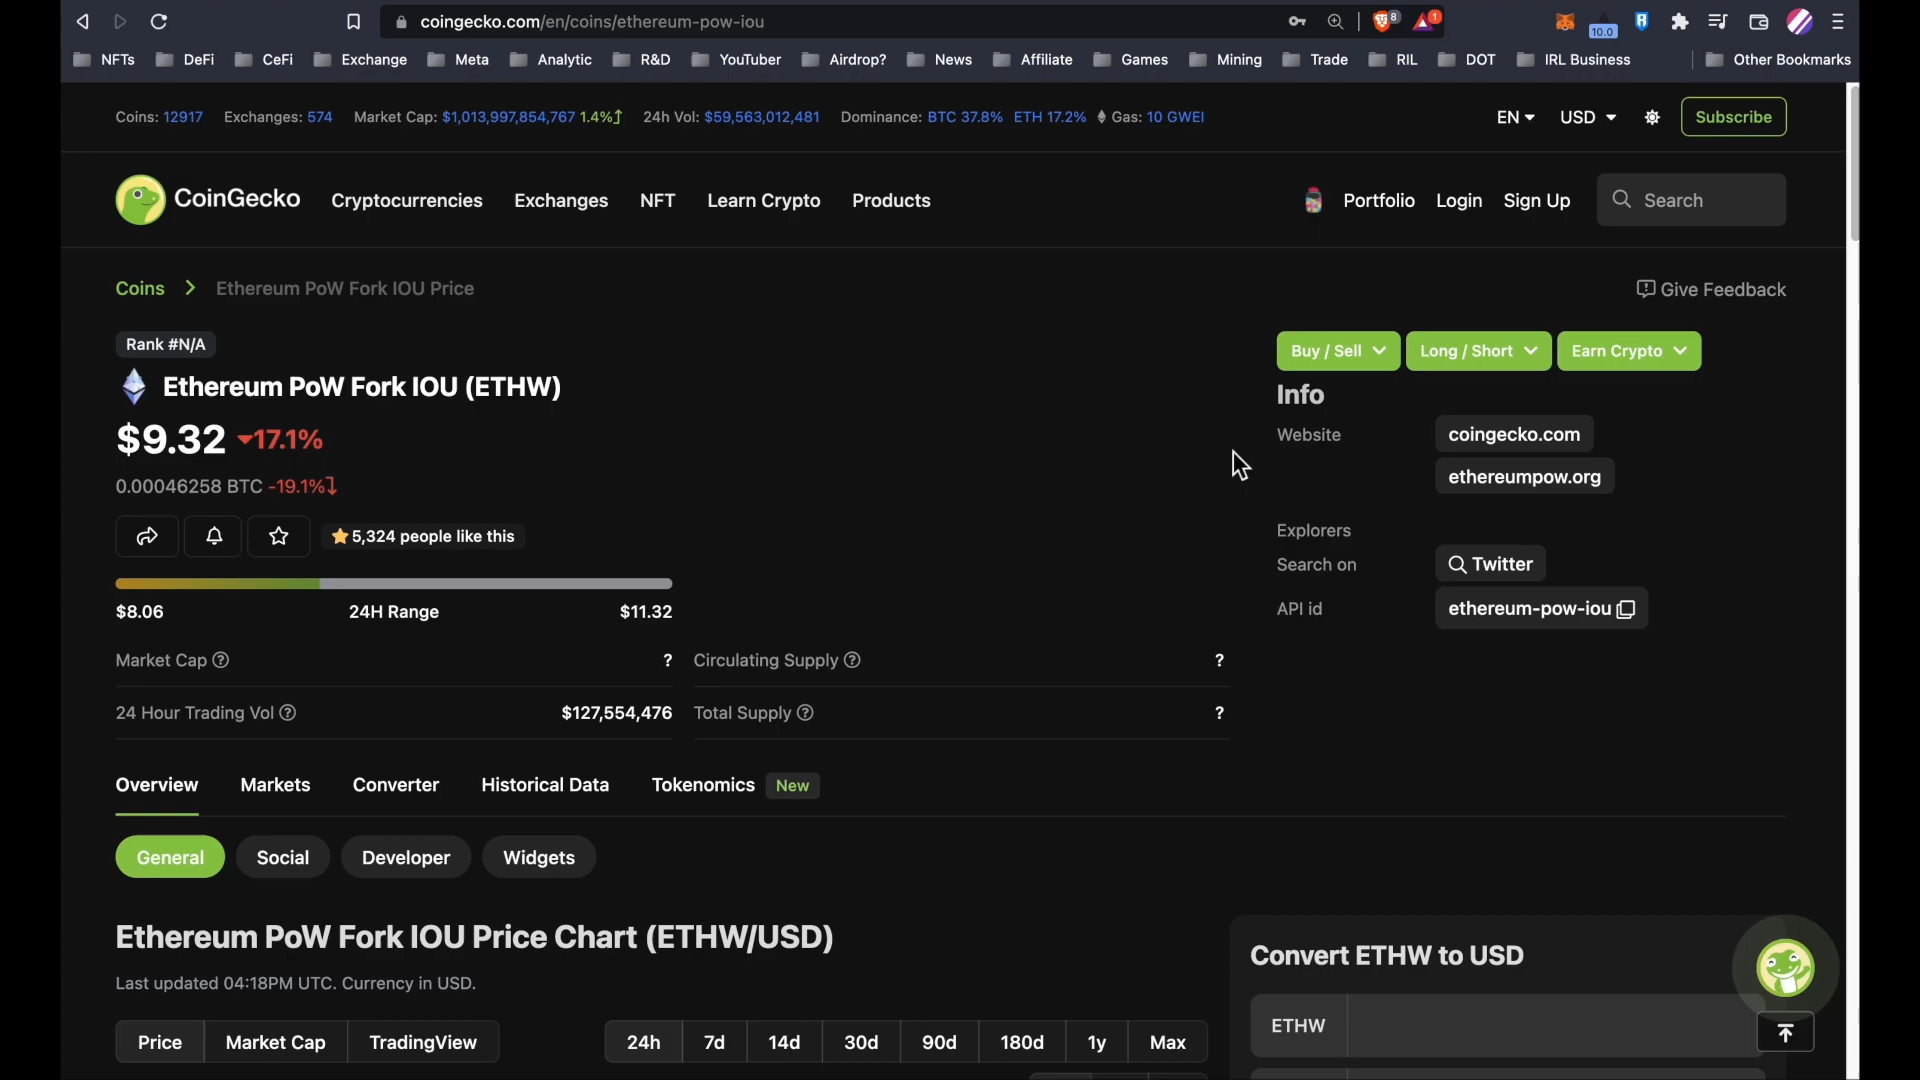 coingecko.com/en/coins/ethereum-pow-iou
8
1
10.0
NFTs DeFi CeFi Exchange Meta Analytic R&D YouTuber Airdrop? News Affiliate Games Mining Trade RIL DOT IRL Business Other Bookmarks
Coins: 12917 Exchanges: 574 Market Cap: $1,013,997,854,767 1.4% 24h Vol: $59,563,012,481 Dominance: BTC 37.8% ETH 17.2% Gas: 10 GWEI
EN USD Subscribe
CoinGecko Cryptocurrencies Exchanges NFT Learn Crypto Products Portfolio Login Sign Up Search
Coins > Ethereum PoW Fork IOU Price
Give Feedback
Rank #N/A
Ethereum PoW Fork IOU (ETHW)
$9.32 17.1%
0.00046258 BTC -19.1%
5,324 people like this
$8.06 24H Range $11.32
Market Cap ? ?
Circulating Supply ? ?
24 Hour Trading Vol ? $127,554,476
Total Supply ? ?
Buy / Sell Long / Short Earn Crypto
Info
Website coingecko.com
ethereumpow.org
Explorers
Search on Twitter
API id ethereum-pow-iou
Overview Markets Converter Historical Data Tokenomics New
General Social Developer Widgets
Ethereum PoW Fork IOU Price Chart (ETHW/USD)
Last updated 04:18PM UTC. Currency in USD.
Price Market Cap TradingView
24h 7d 14d 30d 90d 180d 1y Max
Convert ETHW to USD
ETHW